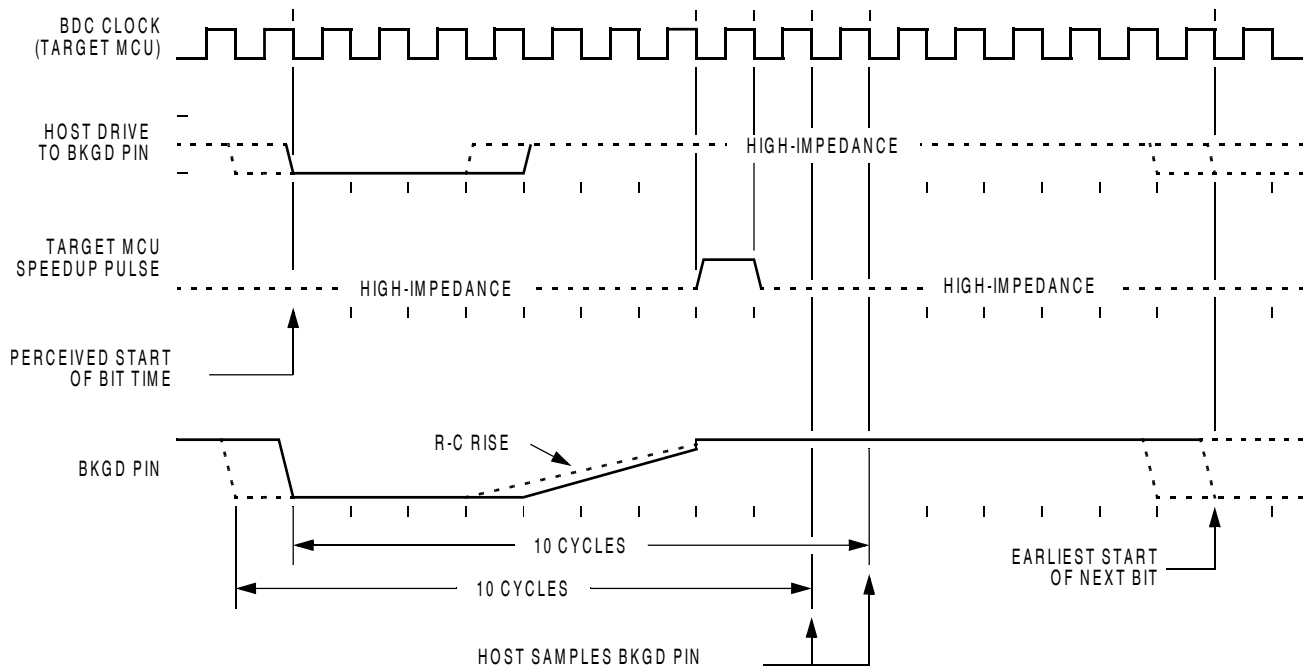 BDC CLOCK
(TARGET MCU)
HOST DRIVE
TO BKGD PIN
HIGH-IMPEDANCE
TARGET MCU
SPEEDUP PULSE
HIGH-IMPEDANCE
HIGH-IMPEDANCE
PERCEIVED START
OF BIT TIME
R-C RISE
BKGD PIN
10 CYCLES
EARLIEST START
OF NEXT BIT
10 CYCLES
HOST SAMPLES BKGD PIN